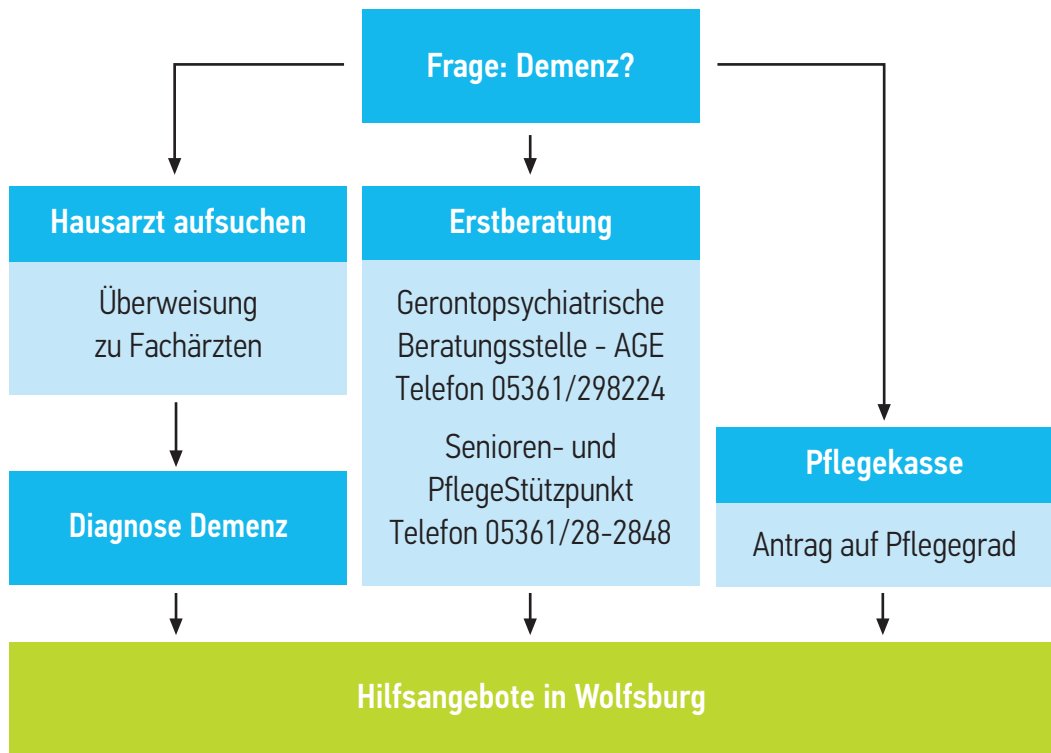 Frage: Demenz?
Hausarzt aufsuchen
Überweisung
zu Fachärzten
Diagnose Demenz
Erstberatung
Gerontopsychiatrische
Beratungsstelle - AGE
Telefon 05361/298224
Senioren- und
PflegeStützpunkt
Telefon 05361/28-2848
Pflegekasse
Antrag auf Pflegegrad
Hilfsangebote in Wolfsburg